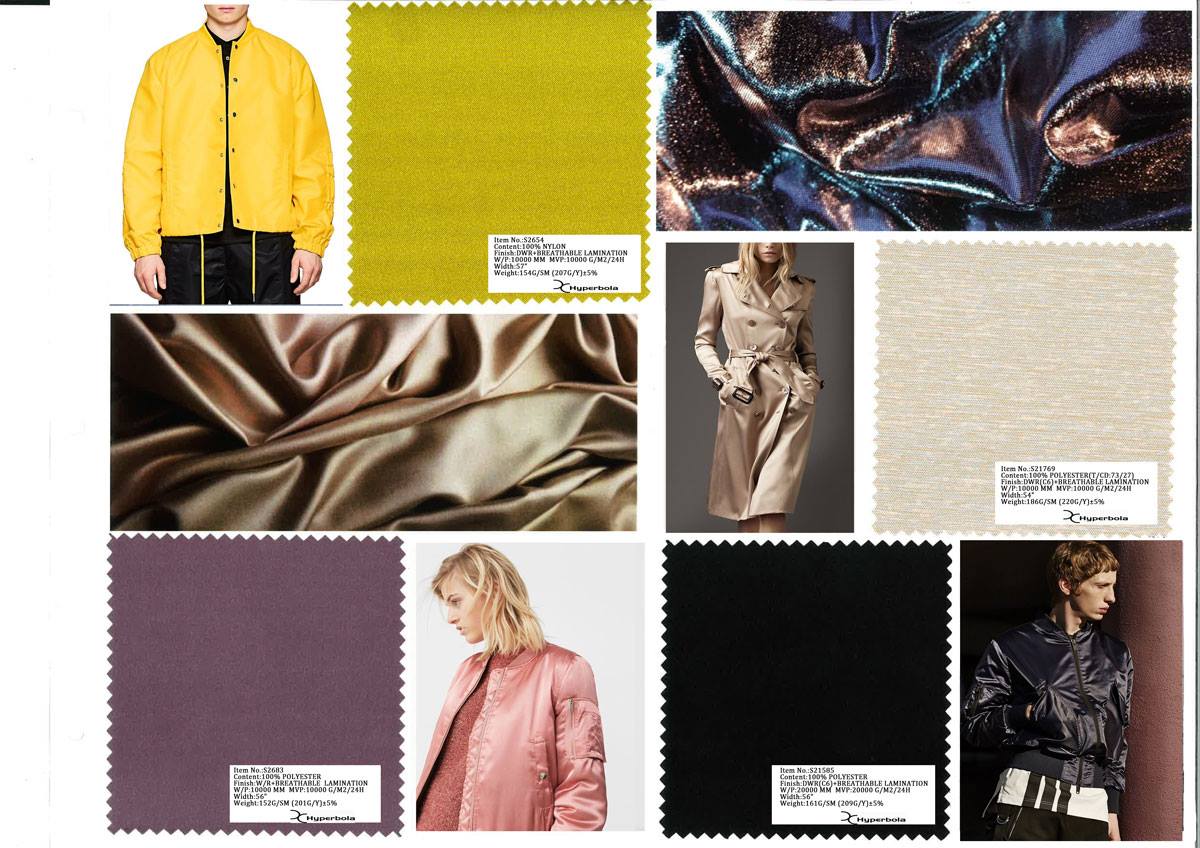 Item No.:S2654
Content:100% NYLON
Finish:DWR+BREATHABLE LAMINATION
W/P:10000 MM MVP:10000 G/M2/24H
Width:57"
Weight:154G/SM (207G/Y)±5%
Hyperbola
Item No.:S21769
Content:100% POLYESTER(T/CD:73/27)
Finish:DWR(C6)+BREATHABLE LAMINATION
W/P:10000 MM MVP:10000 G/M2/24H
Width:54"
Weight:186G/SM (220G/Y)±5%
Hyperbola
Item No.:S2683
Content:100% POLYESTER
Finish:W/R+BREATHABLE LAMINATION
W/P:10000 MM MVP:10000 G/M2/24H
Width:56"
Weight:152G/SM (201G/Y)±5%
Hyperbola
Item No.:S21585
Content:100% POLYESTER
Finish:DWR(C6)+BREATHABLE LAMINATION
W/P:20000 MM MVP:20000 G/M2/24H
Width:56"
Weight:161G/SM (209G/Y)±5%
Hyperbola